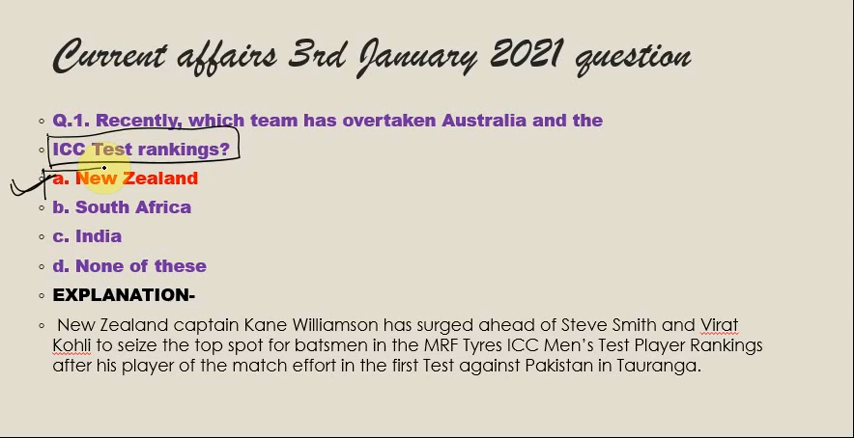 Current affairs 3rd January 2021 question
Q.1. Recently, which team has overtaken Australia and the
ICC Test rankings?
a. New Zealand
b. South Africa
c. India
d. None of these
EXPLANATION-
New Zealand captain Kane Williamson has surged ahead of Steve Smith and Virat
Kohli to seize the top spot for batsmen in the MRF Tyres ICC Men's Test Player Rankings
after his player of the match effort in the first Test against Pakistan in Tauranga.